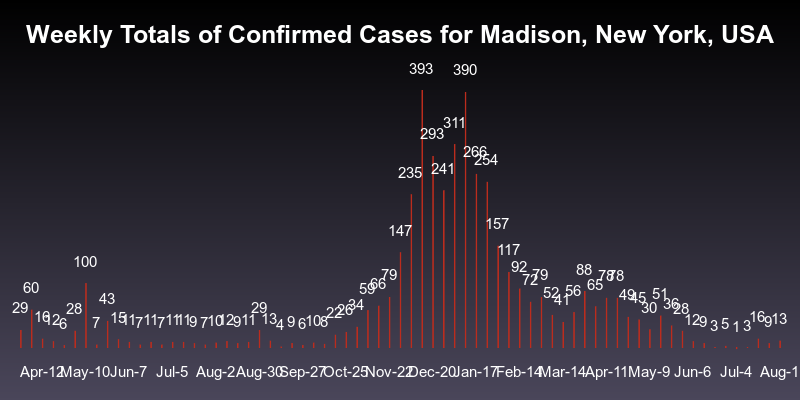 Weekly Totals of Confirmed Cases for Madison, New York, USA
29 60 16 12 6 28 100 7 43 15 11 7 11 7 11 11 9 7 10 12 9 11 29 13 4 9 6 10 8 22 26 34 59 66 79 147 235 393 293 241 311 390 266 254 157 117 92 72 79 52 41 56 88 65 78 78 49 45 30 51 36 28 12 9 3 5 1 3 16 9 13
Apr-12 May-10 Jun-7 Jul-5 Aug-2 Aug-30 Sep-27 Oct-25 Nov-22 Dec-20 Jan-17 Feb-14 Mar-14 Apr-11 May-9 Jun-6 Jul-4 Aug-1